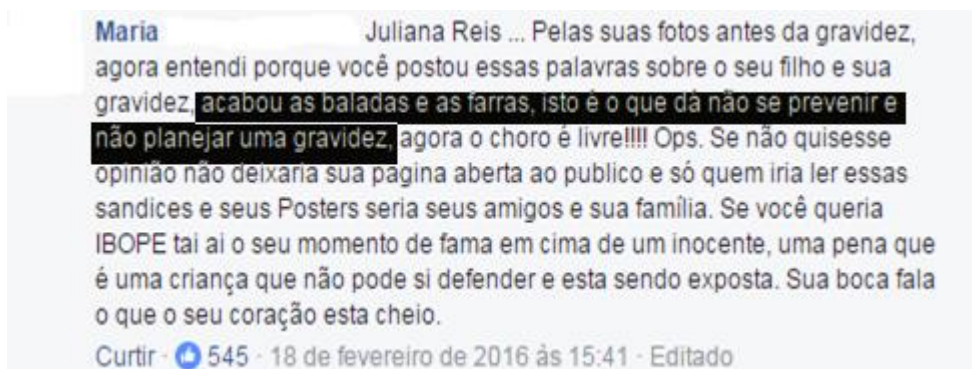 Maria Juliana Reis ... Pelas suas fotos antes da gravidez,
agora entendi porque você postou essas palavras sobre o seu filho e sua
gravidez, acabou as baladas e as farras, isto é o que dá não se prevenir e
não planejar uma gravidez, agora o choro é livre!!!! Ops. Se não quisesse
opinião não deixaria sua pagina aberta ao publico e só quem iria ler essas
sandices e seus Posters seria seus amigos e sua família. Se você queria
IBOPE tai ai o seu momento de fama em cima de um inocente, uma pena que
é uma criança que não pode si defender e esta sendo exposta. Sua boca fala
o que o seu coração esta cheio.
Curtir · 545 · 18 de fevereiro de 2016 às 15:41 · Editado